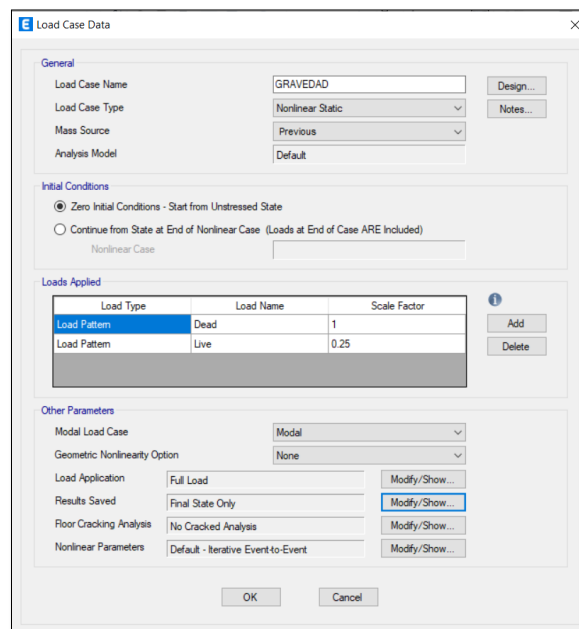 E Load Case Data
General
Load Case Name GRAVEDAD Design...
Load Case Type Nonlinear Static Notes...
Mass Source Previous
Analysis Model Default
Initial Conditions
Zero Initial Conditions - Start from Unstressed State
Continue from State at End of Nonlinear Case (Loads at End of Case ARE Included)
Nonlinear Case
Loads Applied
Load Type Load Name Scale Factor
Load Pattern Dead 1 Add
Load Pattern Live 0.25 Delete
Other Parameters
Modal Load Case Modal
Geometric Nonlinearity Option None
Load Application Full Load Modify/Show...
Results Saved Final State Only Modify/Show...
Floor Cracking Analysis No Cracked Analysis Modify/Show...
Nonlinear Parameters Default - Iterative Event-to-Event Modify/Show...
OK Cancel